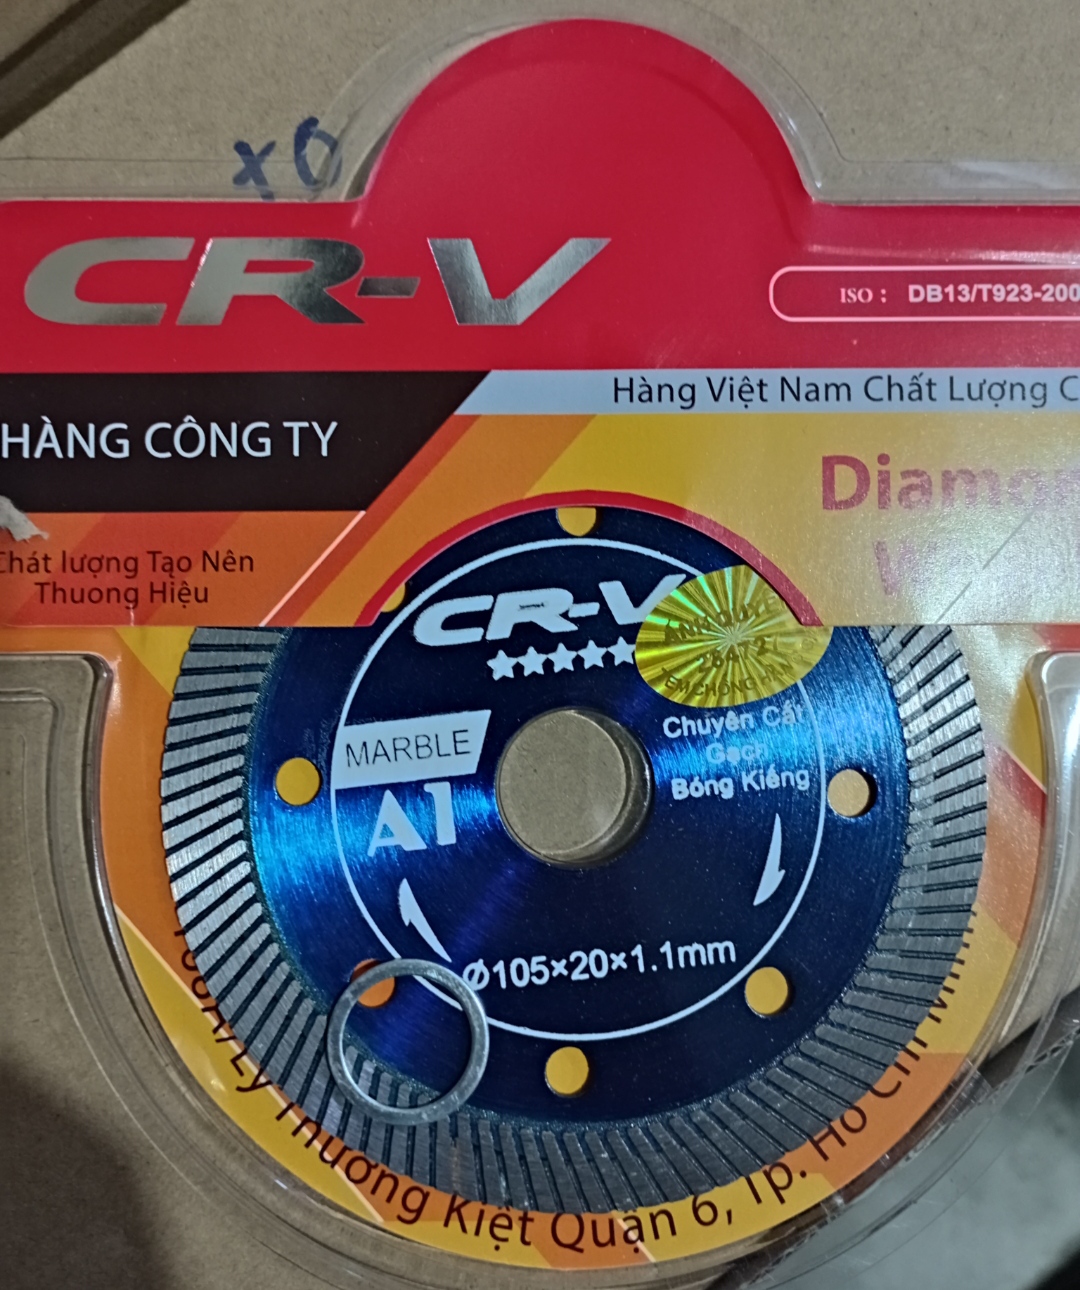 x6
CR-V
ISO : DB13/T923-200
Hàng Việt Nam Chất Lượng C
HÀNG CÔNG TY
Diamon
Chát lượng Tạo Nên
Thuong Hiệu
CR-V
Chuyên Cắt
Gạch
Bóng Kiếng
MARBLE
A1
Ø105×20×1.1mm
Lý Thường Kiệt Quận 6, Tp. Hồ Chí Minh